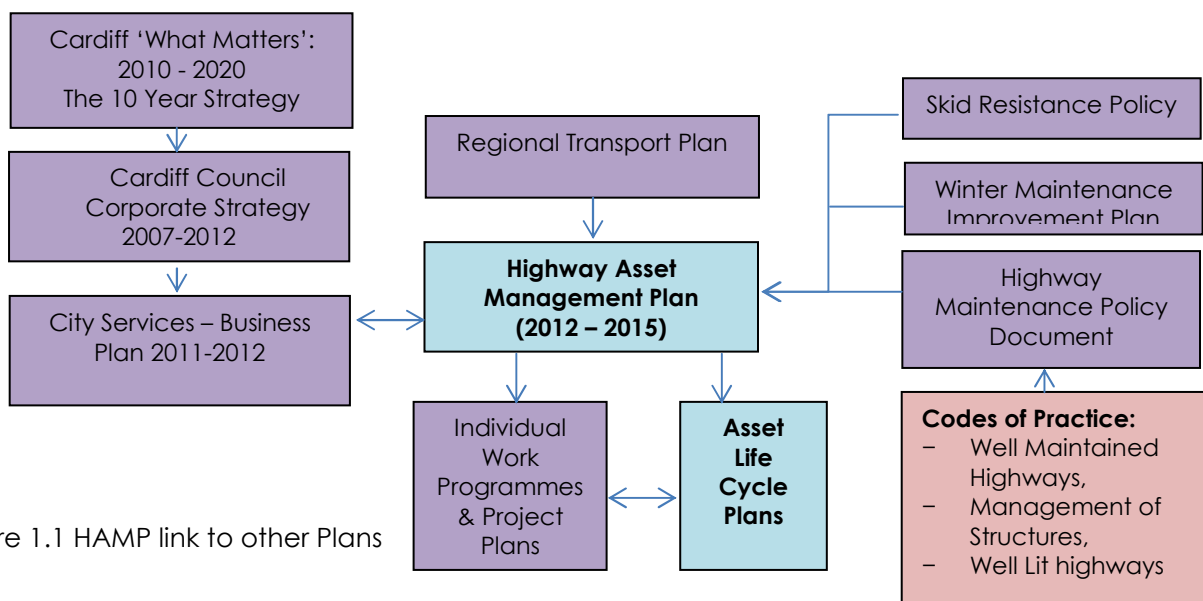 Cardiff ‘What Matters’:
2010 - 2020
The 10 Year Strategy
Cardiff Council
Corporate Strategy
2007-2012
City Services – Business
Plan 2011-2012
Regional Transport Plan
Highway Asset
Management Plan
(2012 – 2015)
Individual
Work
Programmes
& Project
Plans
Asset
Life
Cycle
Plans
Skid Resistance Policy
Winter Maintenance
Improvement Plan
Highway
Maintenance Policy
Document
Codes of Practice:
− Well Maintained
Highways,
− Management of
Structures,
− Well Lit highways
re 1.1 HAMP link to other Plans